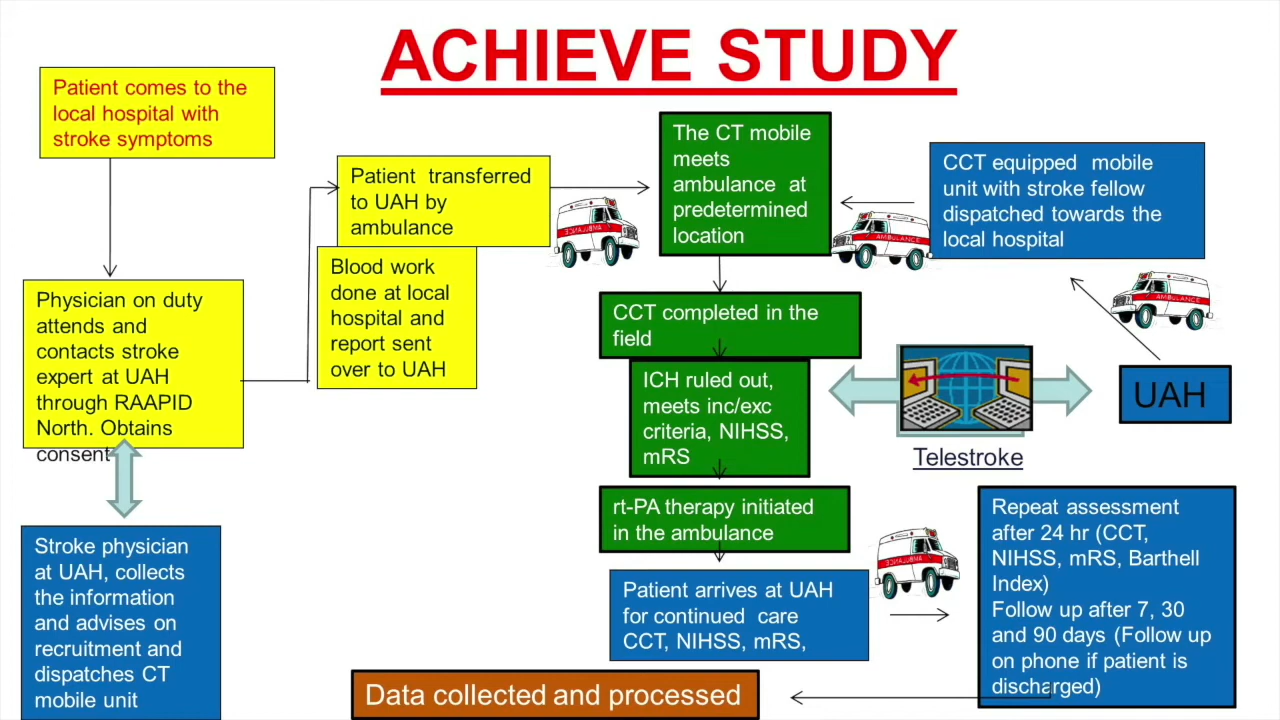 ACHIEVE STUDY
Patient comes to the
local hospital with
stroke symptoms
Physician on duty
attends and
contacts stroke
expert at UAH
through RAAPID
North. Obtains
consent
Stroke physician
at UAH, collects
the information
and advises on
recruitment and
dispatches CT
mobile unit
Patient transferred
to UAH by
ambulance
Blood work
done at local
hospital and
report sent
over to UAH
AMBULANCE
The CT mobile
meets
ambulance at
predetermined
location
AMBULANCE
CCT equipped mobile
unit with stroke fellow
dispatched towards the
local hospital
AMBULANCE
UAH
CCT completed in the
field
ICH ruled out,
meets inc/exc
criteria, NIHSS,
mRS
Telestroke
rt-PA therapy initiated
in the ambulance
Patient arrives at UAH
for continued care
CCT, NIHSS, mRS,
AMBULANCE
Repeat assessment
after 24 hr (CCT,
NIHSS, mRS, Barthell
Index)
Follow up after 7, 30
and 90 days (Follow up
on phone if patient is
discharged)
Data collected and processed